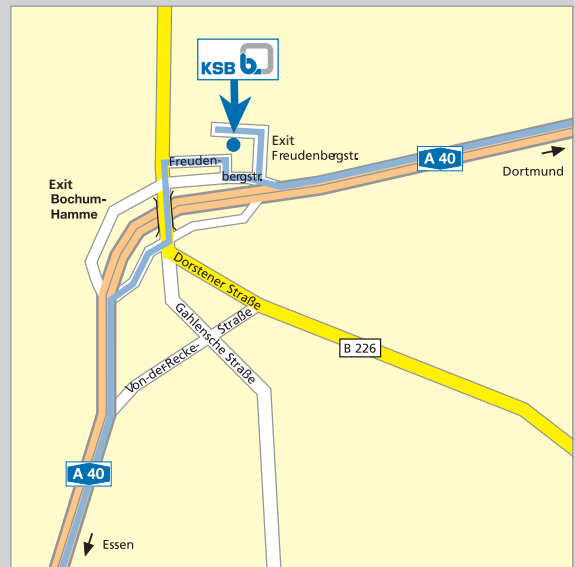 KSB b.
Exit
Freudenbergstr.
Freuden-
bergstr.
A 40
Dortmund
Exit
Bochum-
Hamme
Dorstener Straße
Gahlensche Straße
Von-der-Recke-
Straße
B 226
A 40
Essen